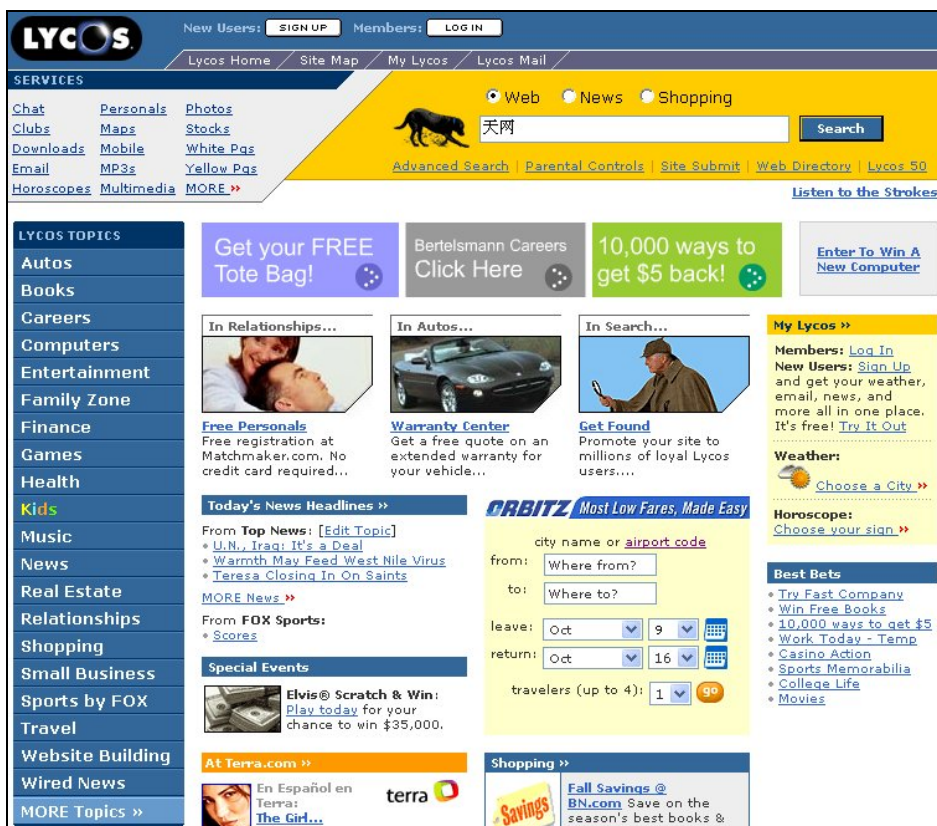 LYCOS
New Users: SIGN UP Members: LOG IN
Lycos Home / Site Map / My Lycos / Lycos Mail /
SERVICES
Chat Personals Photos
Clubs Maps Stocks
Downloads Mobile White Pgs
Email MP3s Yellow Pgs
Horoscopes Multimedia MORE »
Web News Shopping
天网 Search
Advanced Search | Parental Controls | Site Submit | Web Directory | Lycos 50
Listen to the Strokes
LYCOS TOPICS
Autos
Books
Careers
Computers
Entertainment
Family Zone
Finance
Games
Health
Kids
Music
News
Real Estate
Relationships
Shopping
Small Business
Sports by FOX
Travel
Website Building
Wired News
MORE Topics »
Get your FREE
Tote Bag!
Bertelsmann Careers
Click Here
10,000 ways to
get $5 back!
Enter To Win A
New Computer
In Relationships...
Free Personals
Free registration at
Matchmaker.com. No
credit card required...
In Autos...
Warranty Center
Get a free quote on an
extended warranty for
your vehicle...
In Search...
Get Found
Promote your site to
millions of loyal Lycos
users....
My Lycos »
Members: Log In
New Users: Sign Up
and get your weather,
email, news, and
more all in one place.
It's free! Try It Out
Weather:
Choose a City »
Horoscope:
Choose your sign »
Today's News Headlines »
From Top News: [Edit Topic]
• U.N., Iraq: It's a Deal
• Warmth May Feed West Nile Virus
• Teresa Closing In On Saints
MORE News »
From FOX Sports:
• Scores
Special Events
Elvis® Scratch & Win:
Play today for your
chance to win $35,000.
ORBITZ Most Low Fares, Made Easy
city name or airport code
from: Where from?
to: Where to?
leave: Oct 9
return: Oct 16
travelers (up to 4): 1 go
Best Bets
• Try Fast Company
• Win Free Books
• 10,000 ways to get $5
• Work Today - Temp
• Casino Action
• Sports Memorabilia
• College Life
• Movies
At Terra.com »
En Español en
Terra:
The Girl...
terra
Shopping »
Savings
Fall Savings @
BN.com Save on the
season's best books &